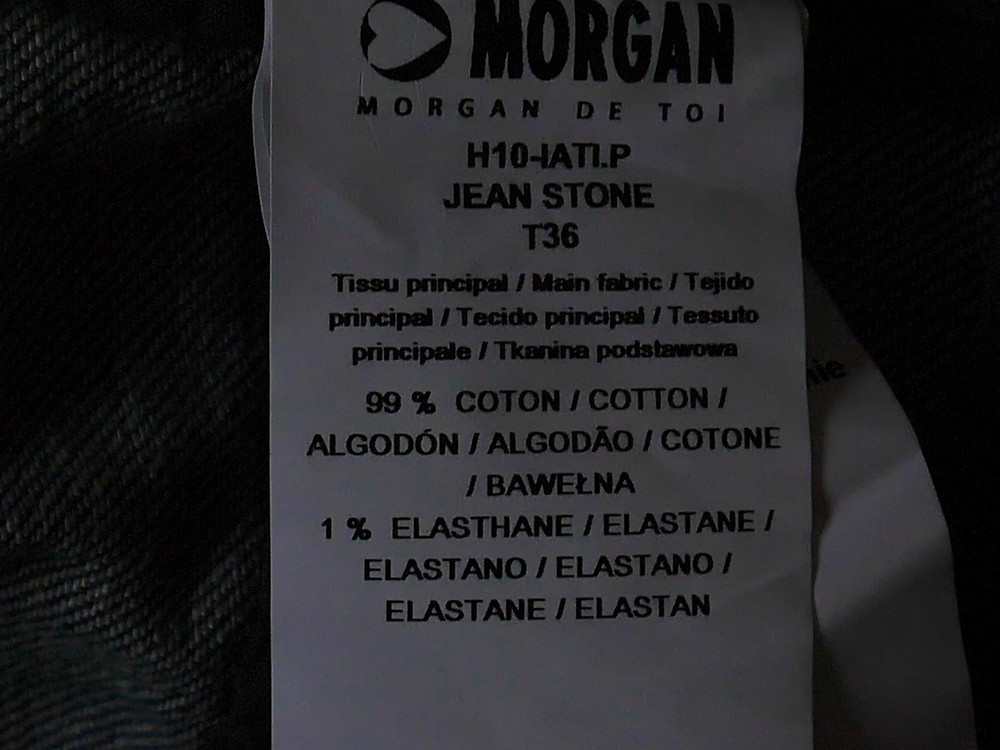 MORGAN
MORGAN DE TOI
H10-IATI.P
JEAN STONE
T36
Tissu principal / Main fabric / Tejido
principal / Tecido principal / Tessuto
principale / Tkanina podstawowa
99 % COTON / COTTON /
ALGODÓN / ALGODÃO / COTONE
/ BAWEŁNA
1 % ELASTHANE / ELASTANE /
ELASTANO / ELASTANO /
ELASTANE / ELASTAN